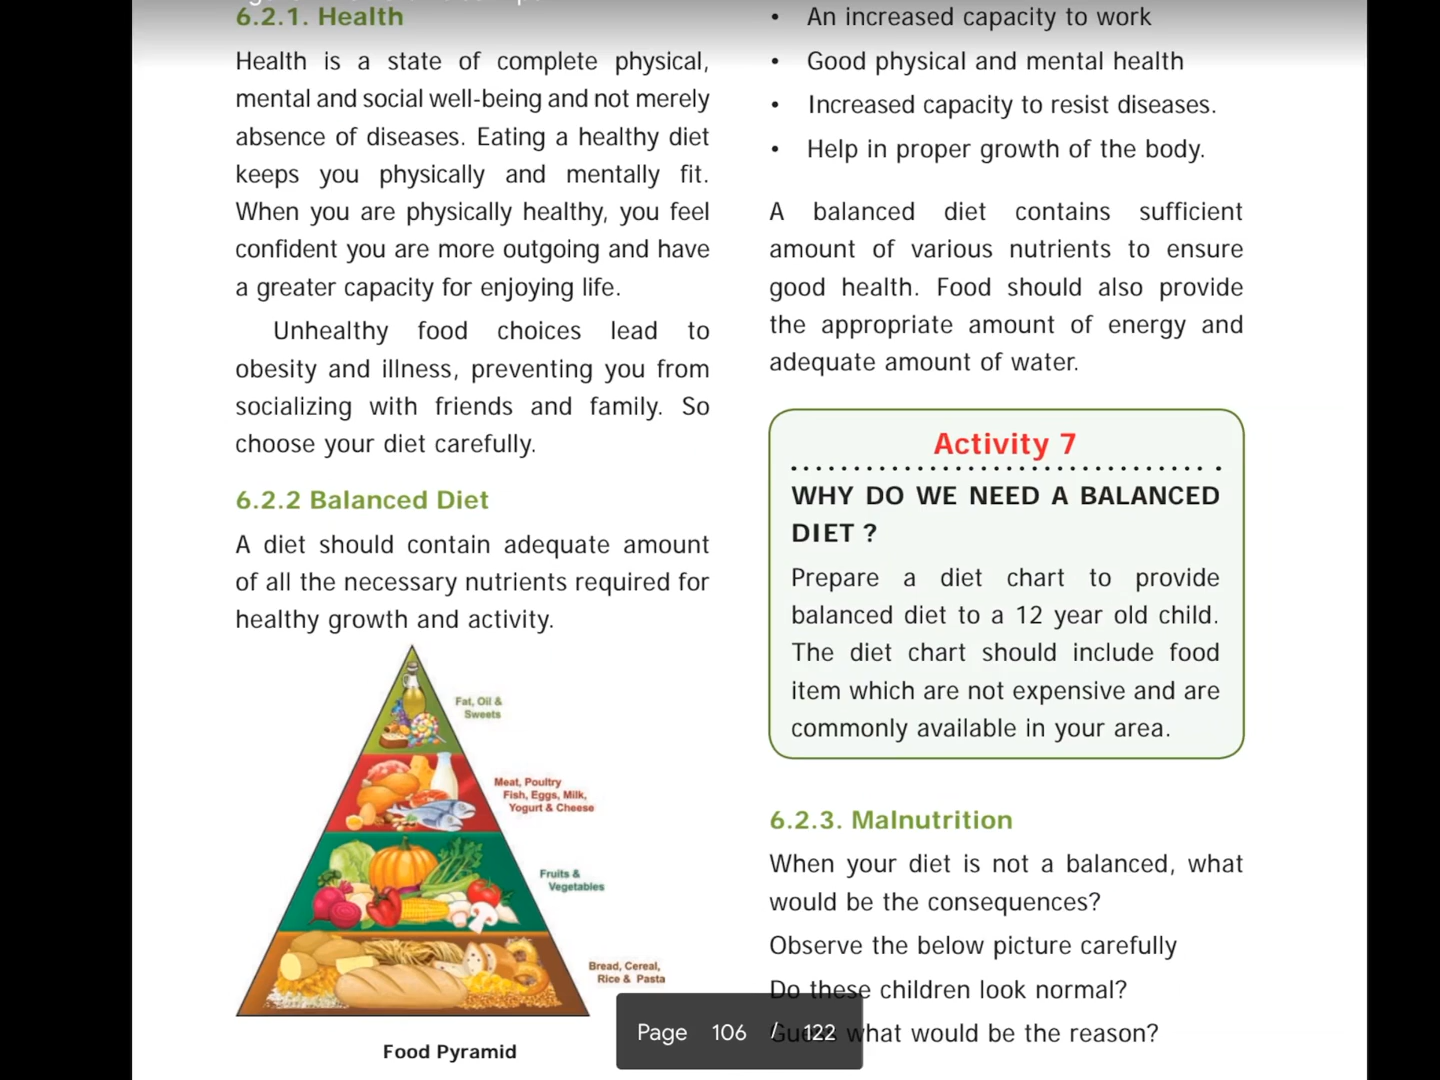 6.2.1. Health
Health is a state of complete physical,
mental and social well-being and not merely
absence of diseases. Eating a healthy diet
keeps you physically and mentally fit.
When you are physically healthy, you feel
confident you are more outgoing and have
a greater capacity for enjoying life.
Unhealthy food choices lead to
obesity and illness, preventing you from
socializing with friends and family. So
choose your diet carefully.
6.2.2 Balanced Diet
A diet should contain adequate amount
of all the necessary nutrients required for
healthy growth and activity.
Fat, Oil &
Sweets
Meat, Poultry
Fish, Eggs, Milk,
Yogurt & Cheese
Fruits &
Vegetables
Bread, Cereal,
Rice & Pasta
Food Pyramid
• An increased capacity to work
• Good physical and mental health
• Increased capacity to resist diseases.
• Help in proper growth of the body.
A balanced diet contains sufficient
amount of various nutrients to ensure
good health. Food should also provide
the appropriate amount of energy and
adequate amount of water.
Activity 7
WHY DO WE NEED A BALANCED
DIET ?
Prepare a diet chart to provide
balanced diet to a 12 year old child.
The diet chart should include food
item which are not expensive and are
commonly available in your area.
6.2.3. Malnutrition
When your diet is not a balanced, what
would be the consequences?
Observe the below picture carefully
Do these children look normal?
Guess what would be the reason?
Page 106 / 122